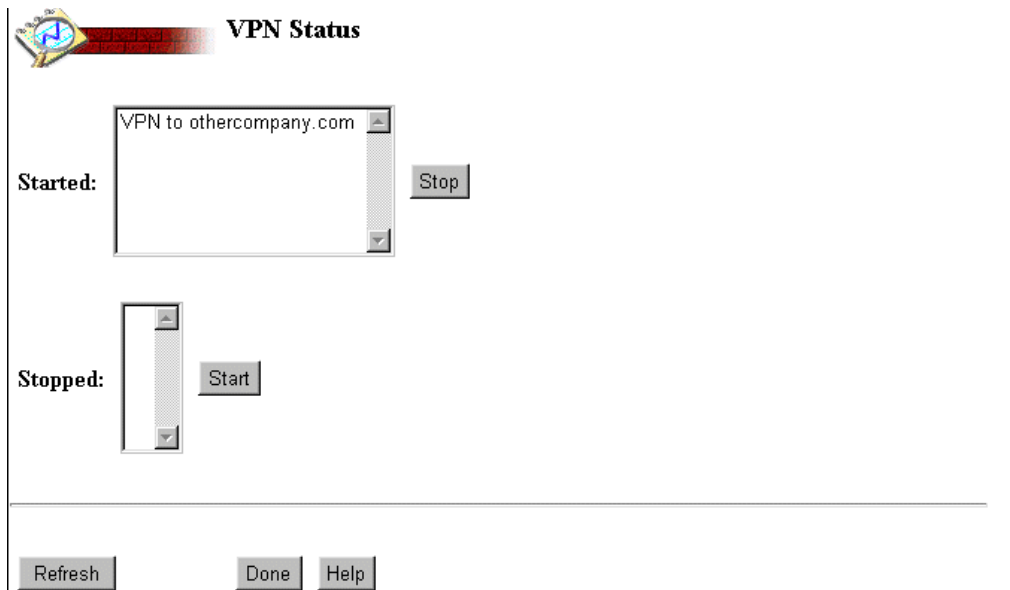 VPN Status
VPN to othercompany.com
Started:
Stop
Stopped:
Start
Refresh
Done
Help